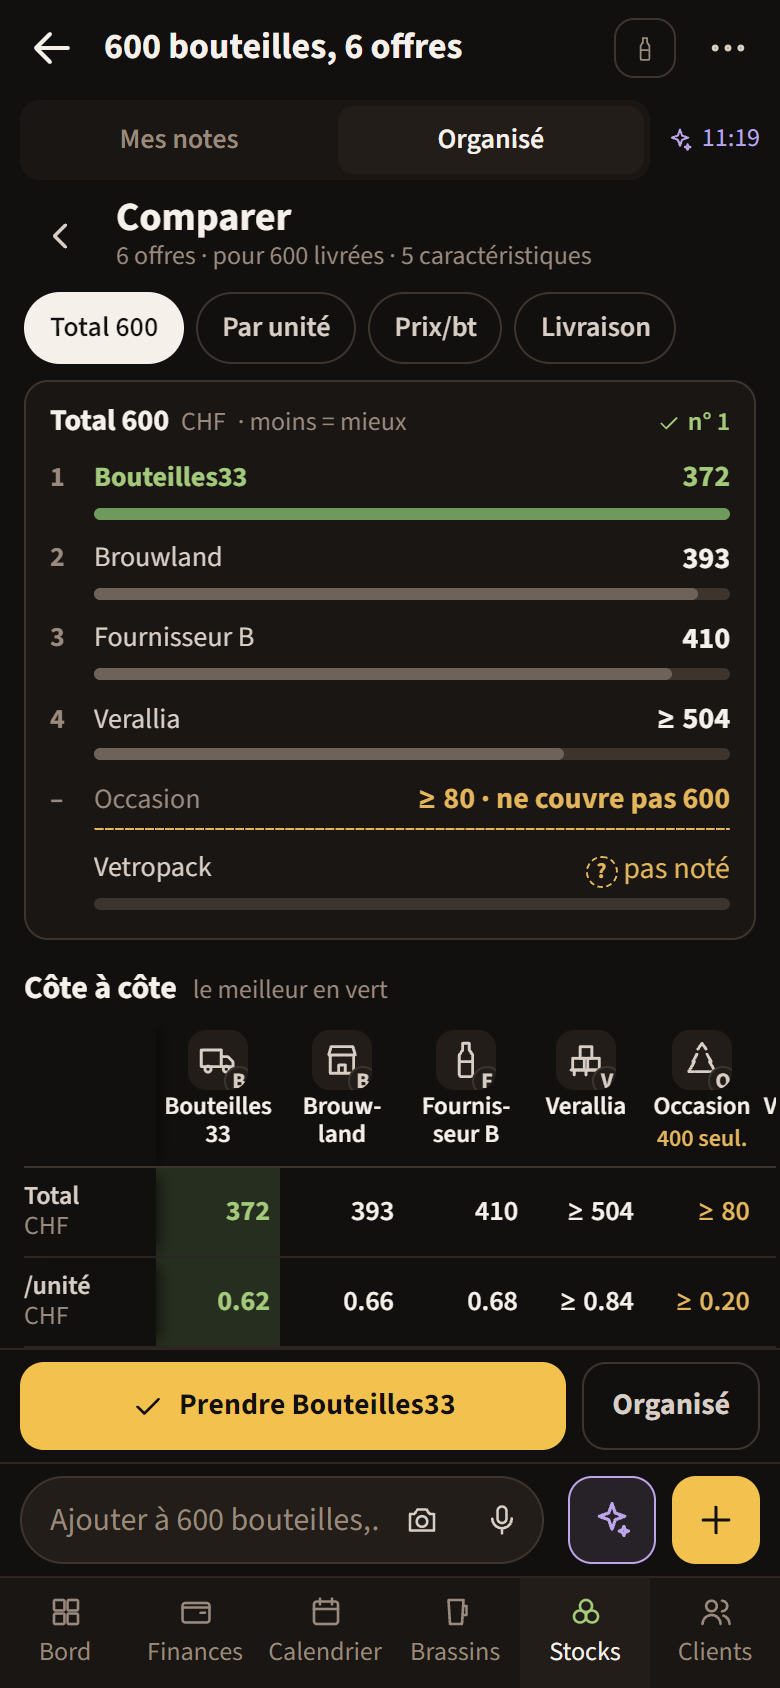 600 bouteilles, 6 offres
Mes notes
Organisé
11:19
Comparer
6 offres · pour 600 livrées · 5 caractéristiques
Total 600
Par unité
Prix/bt
Livraison
Total 600 CHF · moins = mieux
n° 1
1 Bouteilles33 372
2 Brouwland 393
3 Fournisseur B 410
4 Verallia ≥ 504
– Occasion ≥ 80 · ne couvre pas 600
Vetropack ? pas noté
Côte à côte le meilleur en vert
B B F V O
Bouteilles Brouw- Fournis- Verallia Occasion V
33 land seur B 400 seul.
Total
CHF
372 393 410 ≥ 504 ≥ 80
/unité
CHF
0.62 0.66 0.68 ≥ 0.84 ≥ 0.20
Prendre Bouteilles33
Organisé
Ajouter à 600 bouteilles,.
Bord Finances Calendrier Brassins Stocks Clients